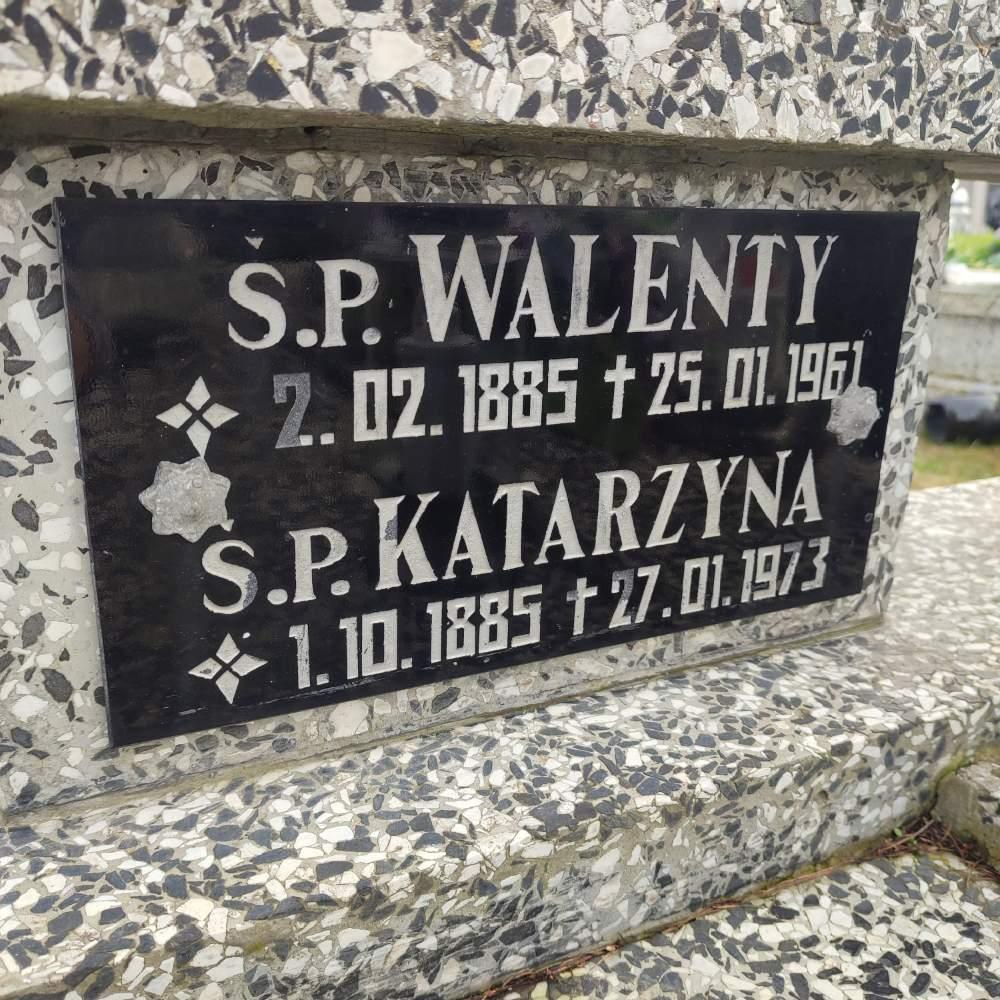 Ś.P. WALENTY
2. 02. 1885 † 25. 01. 1961
Ś.P. KATARZYNA
1. 10. 1885 † 27. 01. 1973